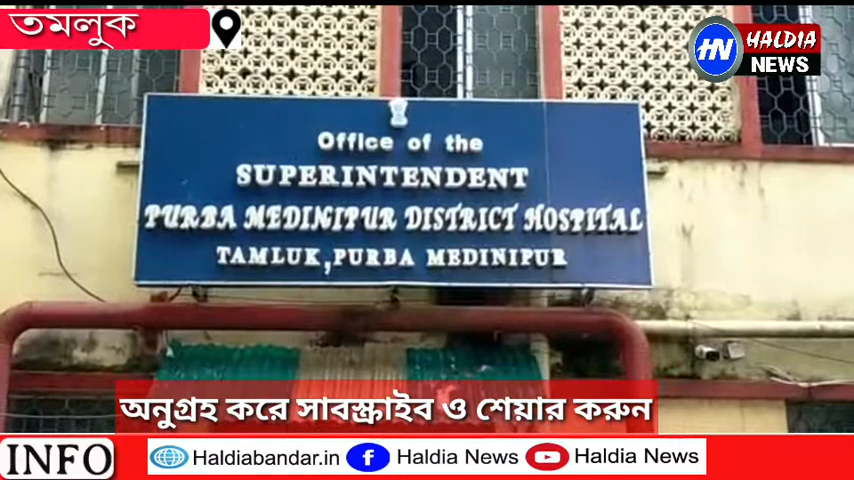 তমলুক
HN HALDIA
NEWS
Office of the
SUPERINTENDENT
PURBA MEDINIPUR DISTRICT HOSPITAL
TAMLUK, PURBA MEDINIPUR
অনুগ্রহ করে সাবস্ক্রাইব ও শেয়ার করুন
INFO Haldiabandar.in Haldia News Haldia News